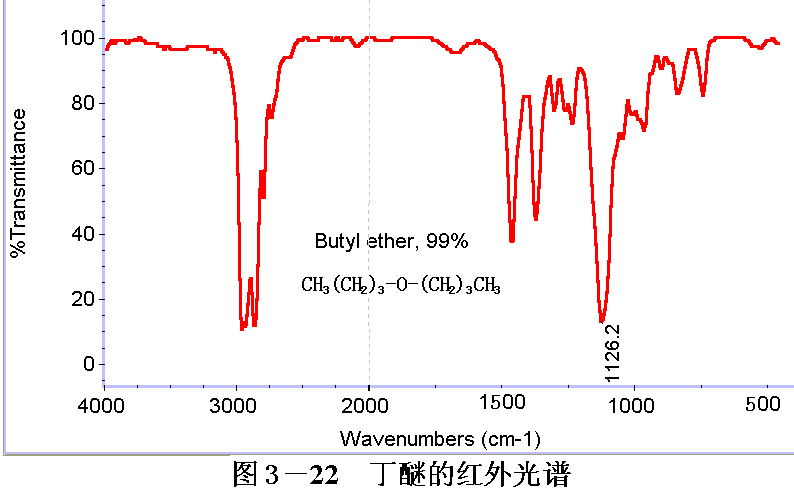 100
80
60
40
20
0
%Transmittance
Butyl ether, 99%
CH₃(CH₂)₃-O-(CH₂)₃CH₃
1126.2
4000 3000 2000 1500 1000 500
Wavenumbers (cm-1)
图3-22 丁醚的红外光谱